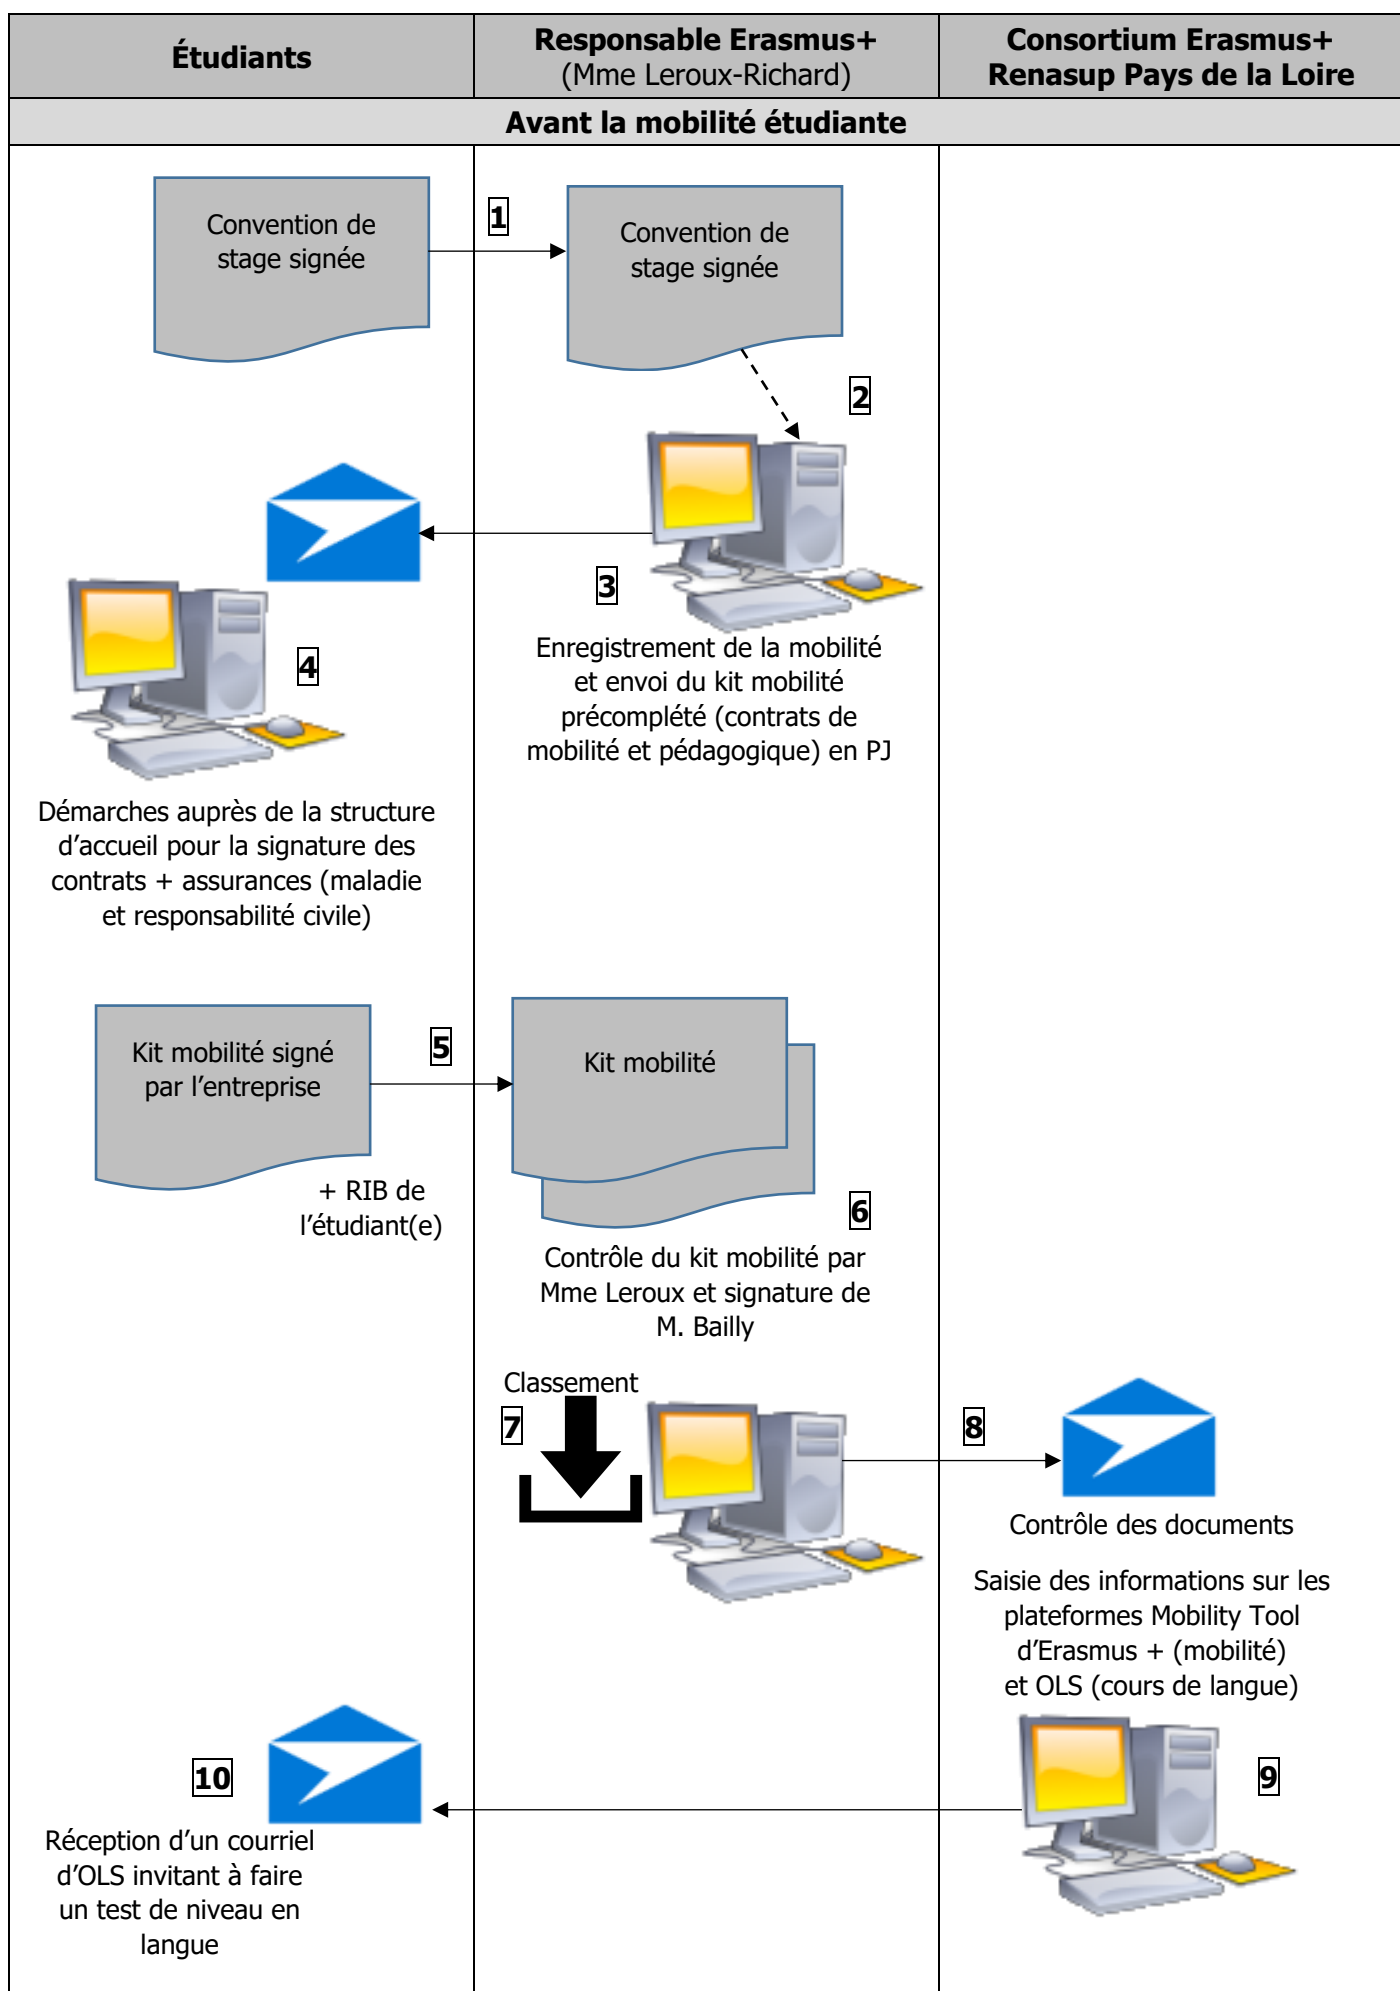 Étudiants
Responsable Erasmus+
(Mme Leroux-Richard)
Consortium Erasmus+
Renasup Pays de la Loire
Avant la mobilité étudiante
Convention de
stage signée
1
Convention de
stage signée
2
3
Enregistrement de la mobilité
et envoi du kit mobilité
précomplété (contrats de
mobilité et pédagogique) en PJ
4
Démarches auprès de la structure
d’accueil pour la signature des
contrats + assurances (maladie
et responsabilité civile)
Kit mobilité signé
par l’entreprise
+ RIB de
l’étudiant(e)
5
Kit mobilité
6
Contrôle du kit mobilité par
Mme Leroux et signature de
M. Bailly
Classement
7
8
Contrôle des documents
Saisie des informations sur les
plateformes Mobility Tool
d’Erasmus + (mobilité)
et OLS (cours de langue)
9
10
Réception d’un courriel
d’OLS invitant à faire
un test de niveau en
langue